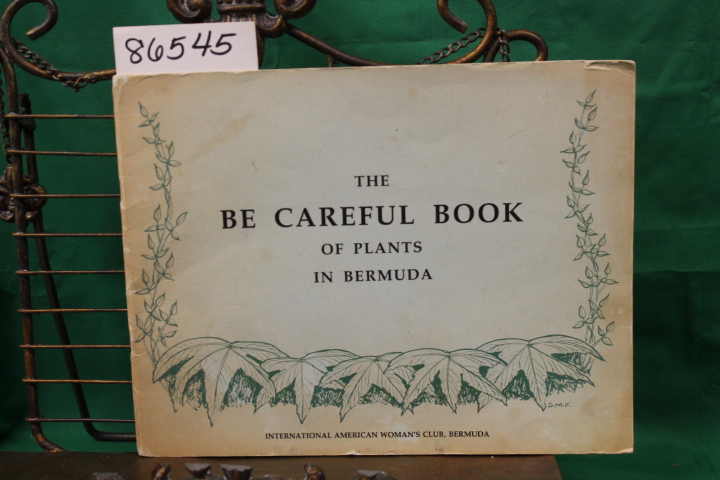 86545
THE
BE CAREFUL BOOK
OF PLANTS
IN BERMUDA
D.M.F.
INTERNATIONAL AMERICAN WOMAN'S CLUB, BERMUDA